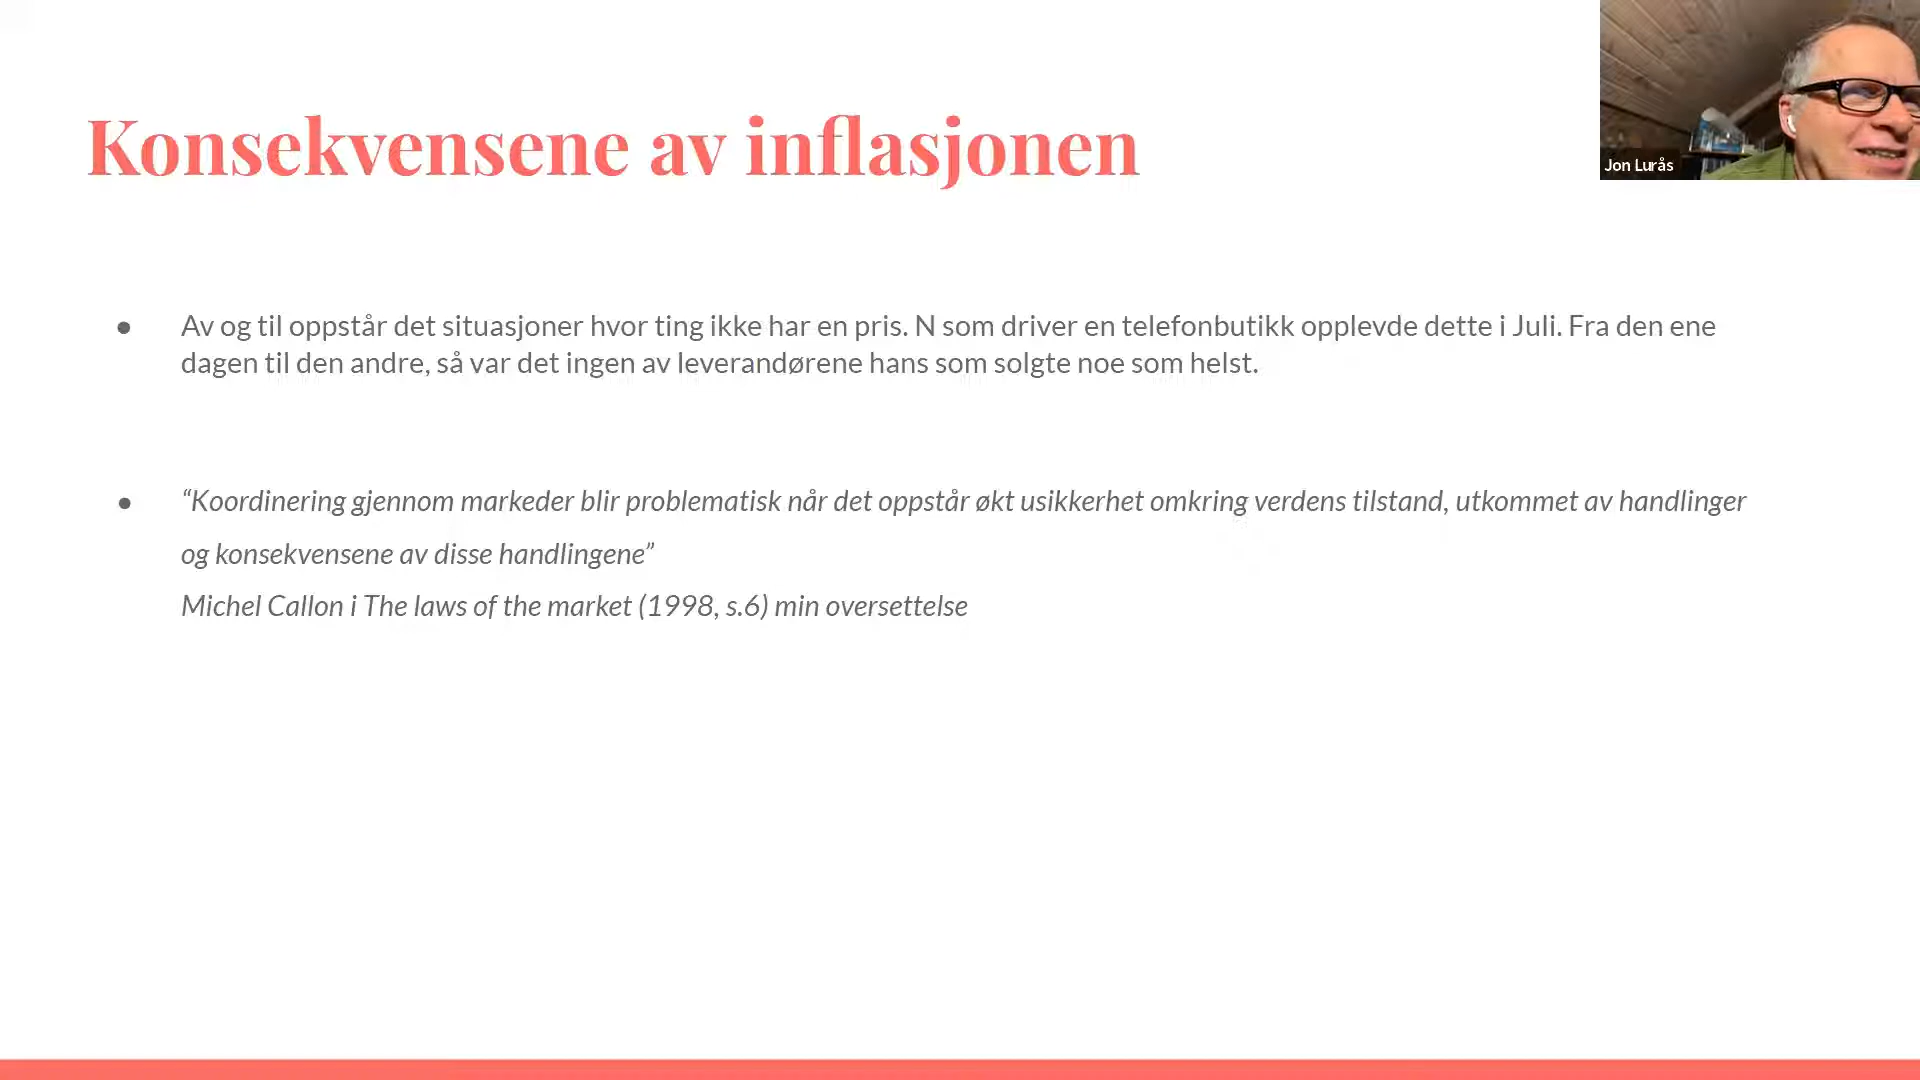 Konsekvensene av inflasjonen
Jon Lurås
● Av og til oppstår det situasjoner hvor ting ikke har en pris. N som driver en telefonbutikk opplevde dette i Juli. Fra den ene
dagen til den andre, så var det ingen av leverandørene hans som solgte noe som helst.
● “Koordinering gjennom markeder blir problematisk når det oppstår økt usikkerhet omkring verdens tilstand, utkommet av handlinger
og konsekvensene av disse handlingene”
Michel Callon i The laws of the market (1998, s.6) min oversettelse